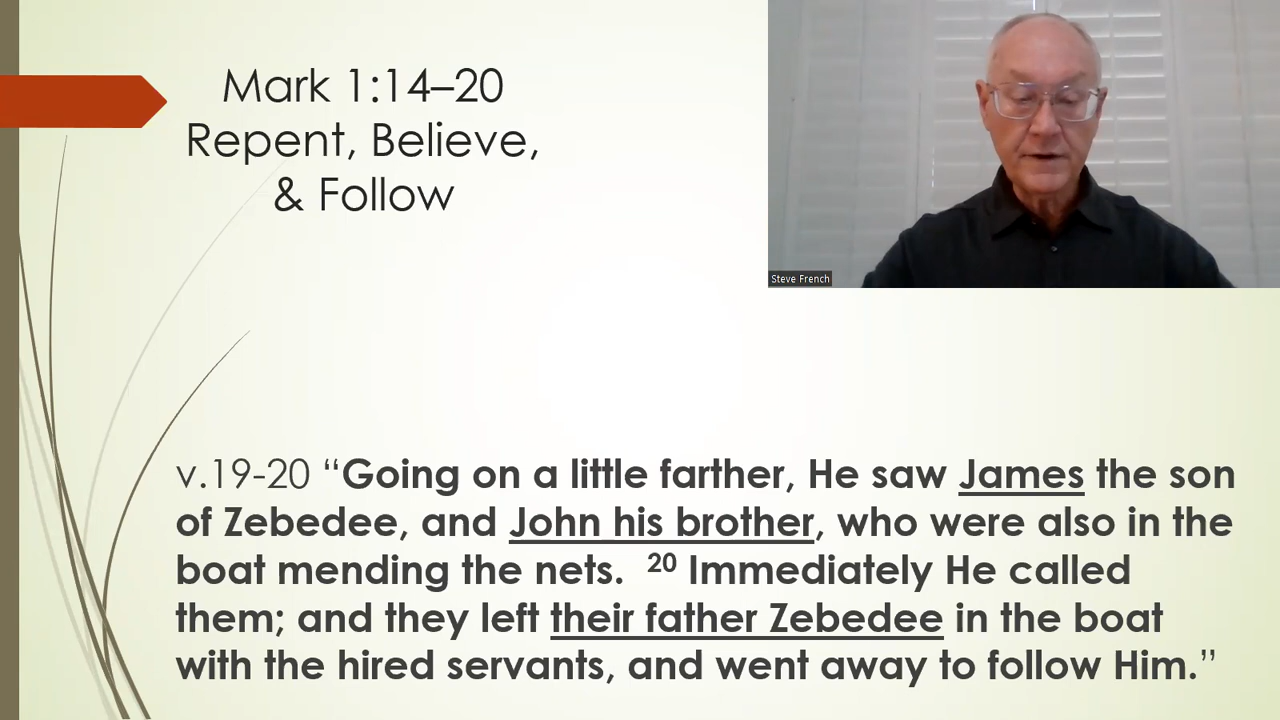 Mark 1:14–20
Repent, Believe,
& Follow
Steve French
v.19-20 “Going on a little farther, He saw James the son
of Zebedee, and John his brother, who were also in the
boat mending the nets. 20 Immediately He called
them; and they left their father Zebedee in the boat
with the hired servants, and went away to follow Him.”